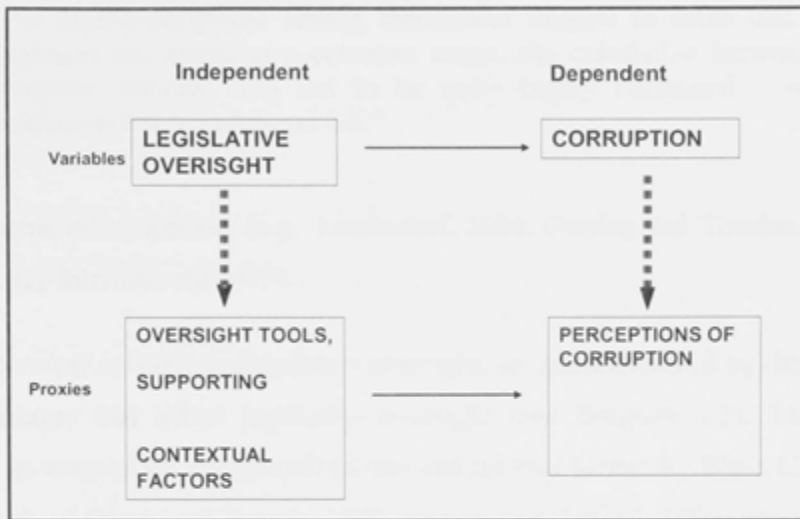 Independent Dependent
LEGISLATIVE
OVERISGHT
CORRUPTION
Variables
OVERSIGHT TOOLS,
SUPPORTING
CONTEXTUAL
FACTORS
PERCEPTIONS OF
CORRUPTION
Proxies